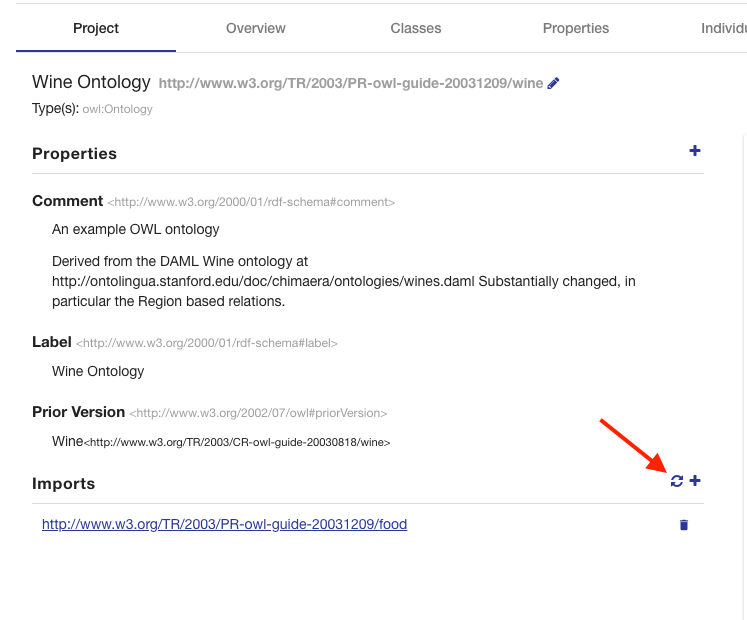 Project Overview Classes Properties
Wine Ontology http://www.w3.org/TR/2003/PR-owl-guide-20031209/wine
Type(s): owl:Ontology
Properties
Comment <http://www.w3.org/2000/01/rdf-schema#comment>
An example OWL ontology
Derived from the DAML Wine ontology at
http://ontolingua.stanford.edu/doc/chimaera/ontologies/wines.daml Substantially changed, in
particular the Region based relations.
Label <http://www.w3.org/2000/01/rdf-schema#label>
Wine Ontology
Prior Version <http://www.w3.org/2002/07/owl#priorVersion>
Wine<http://www.w3.org/TR/2003/CR-owl-guide-20030818/wine>
Imports
http://www.w3.org/TR/2003/PR-owl-guide-20031209/food